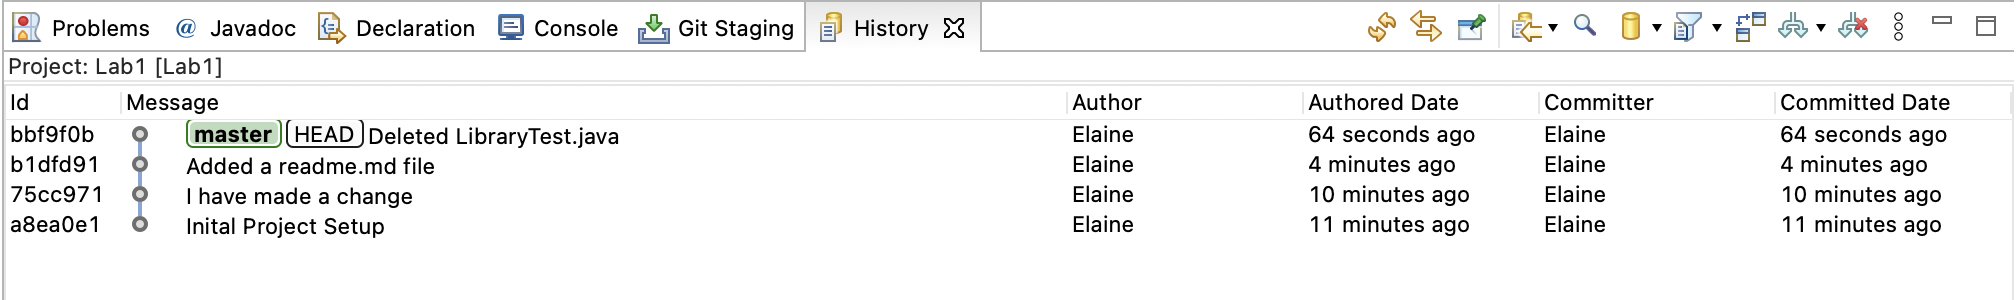 Problems @ Javadoc Declaration Console Git Staging History
Project: Lab1 [Lab1]
Id Message Author Authored Date Committer Committed Date
bbf9f0b master HEAD Deleted LibraryTest.java Elaine 64 seconds ago Elaine 64 seconds ago
b1dfd91 Added a readme.md file Elaine 4 minutes ago Elaine 4 minutes ago
75cc971 I have made a change Elaine 10 minutes ago Elaine 10 minutes ago
a8ea0e1 Inital Project Setup Elaine 11 minutes ago Elaine 11 minutes ago